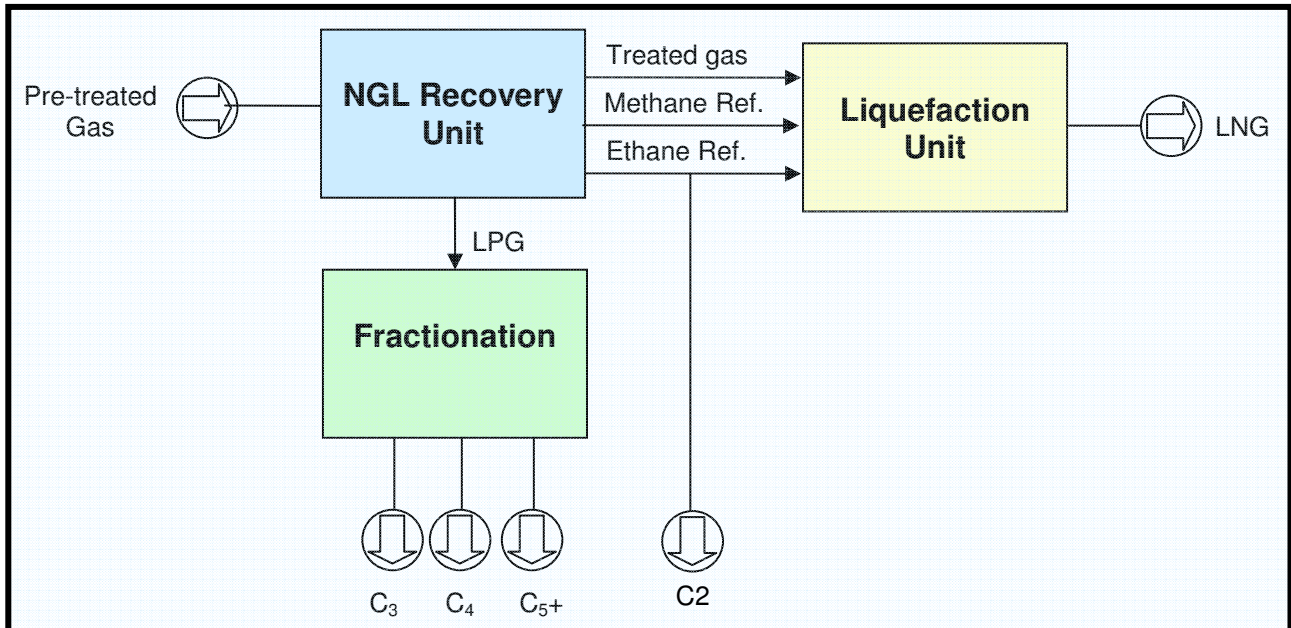 Pre-treated
Gas
NGL Recovery
Unit
Treated gas
Methane Ref.
Ethane Ref.
Liquefaction
Unit
LNG
LPG
Fractionation
C₃
C₄
C₅+
C2